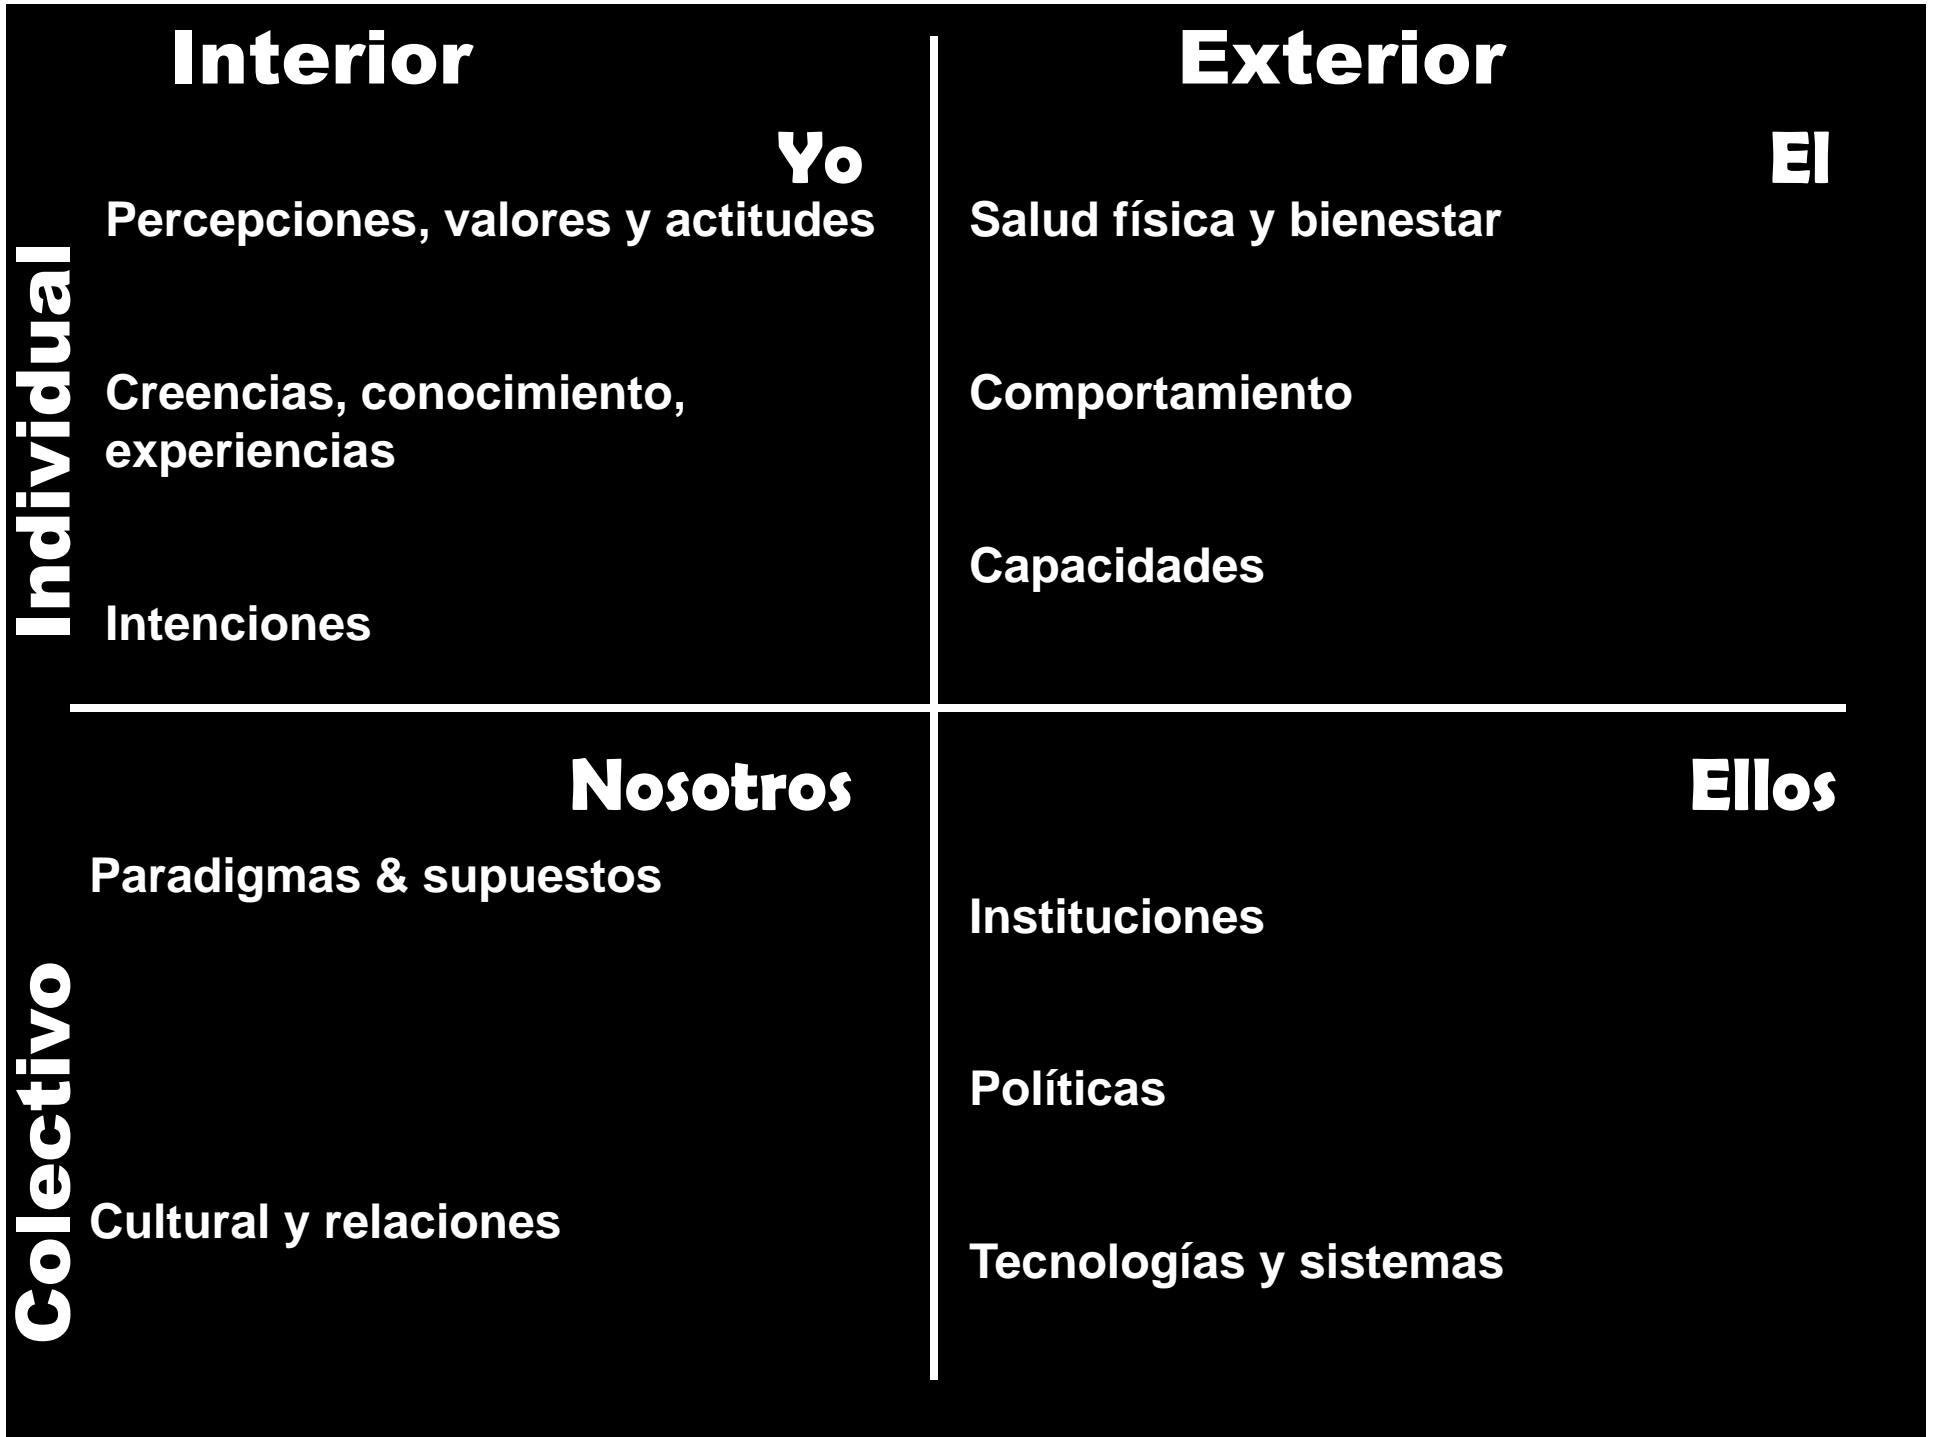 Interior
Exterior
Individual
Yo
Percepciones, valores y actitudes
Creencias, conocimiento,
experiencias
Intenciones
El
Salud física y bienestar
Comportamiento
Capacidades
Colectivo
Nosotros
Paradigmas & supuestos
Cultural y relaciones
Ellos
Instituciones
Políticas
Tecnologías y sistemas